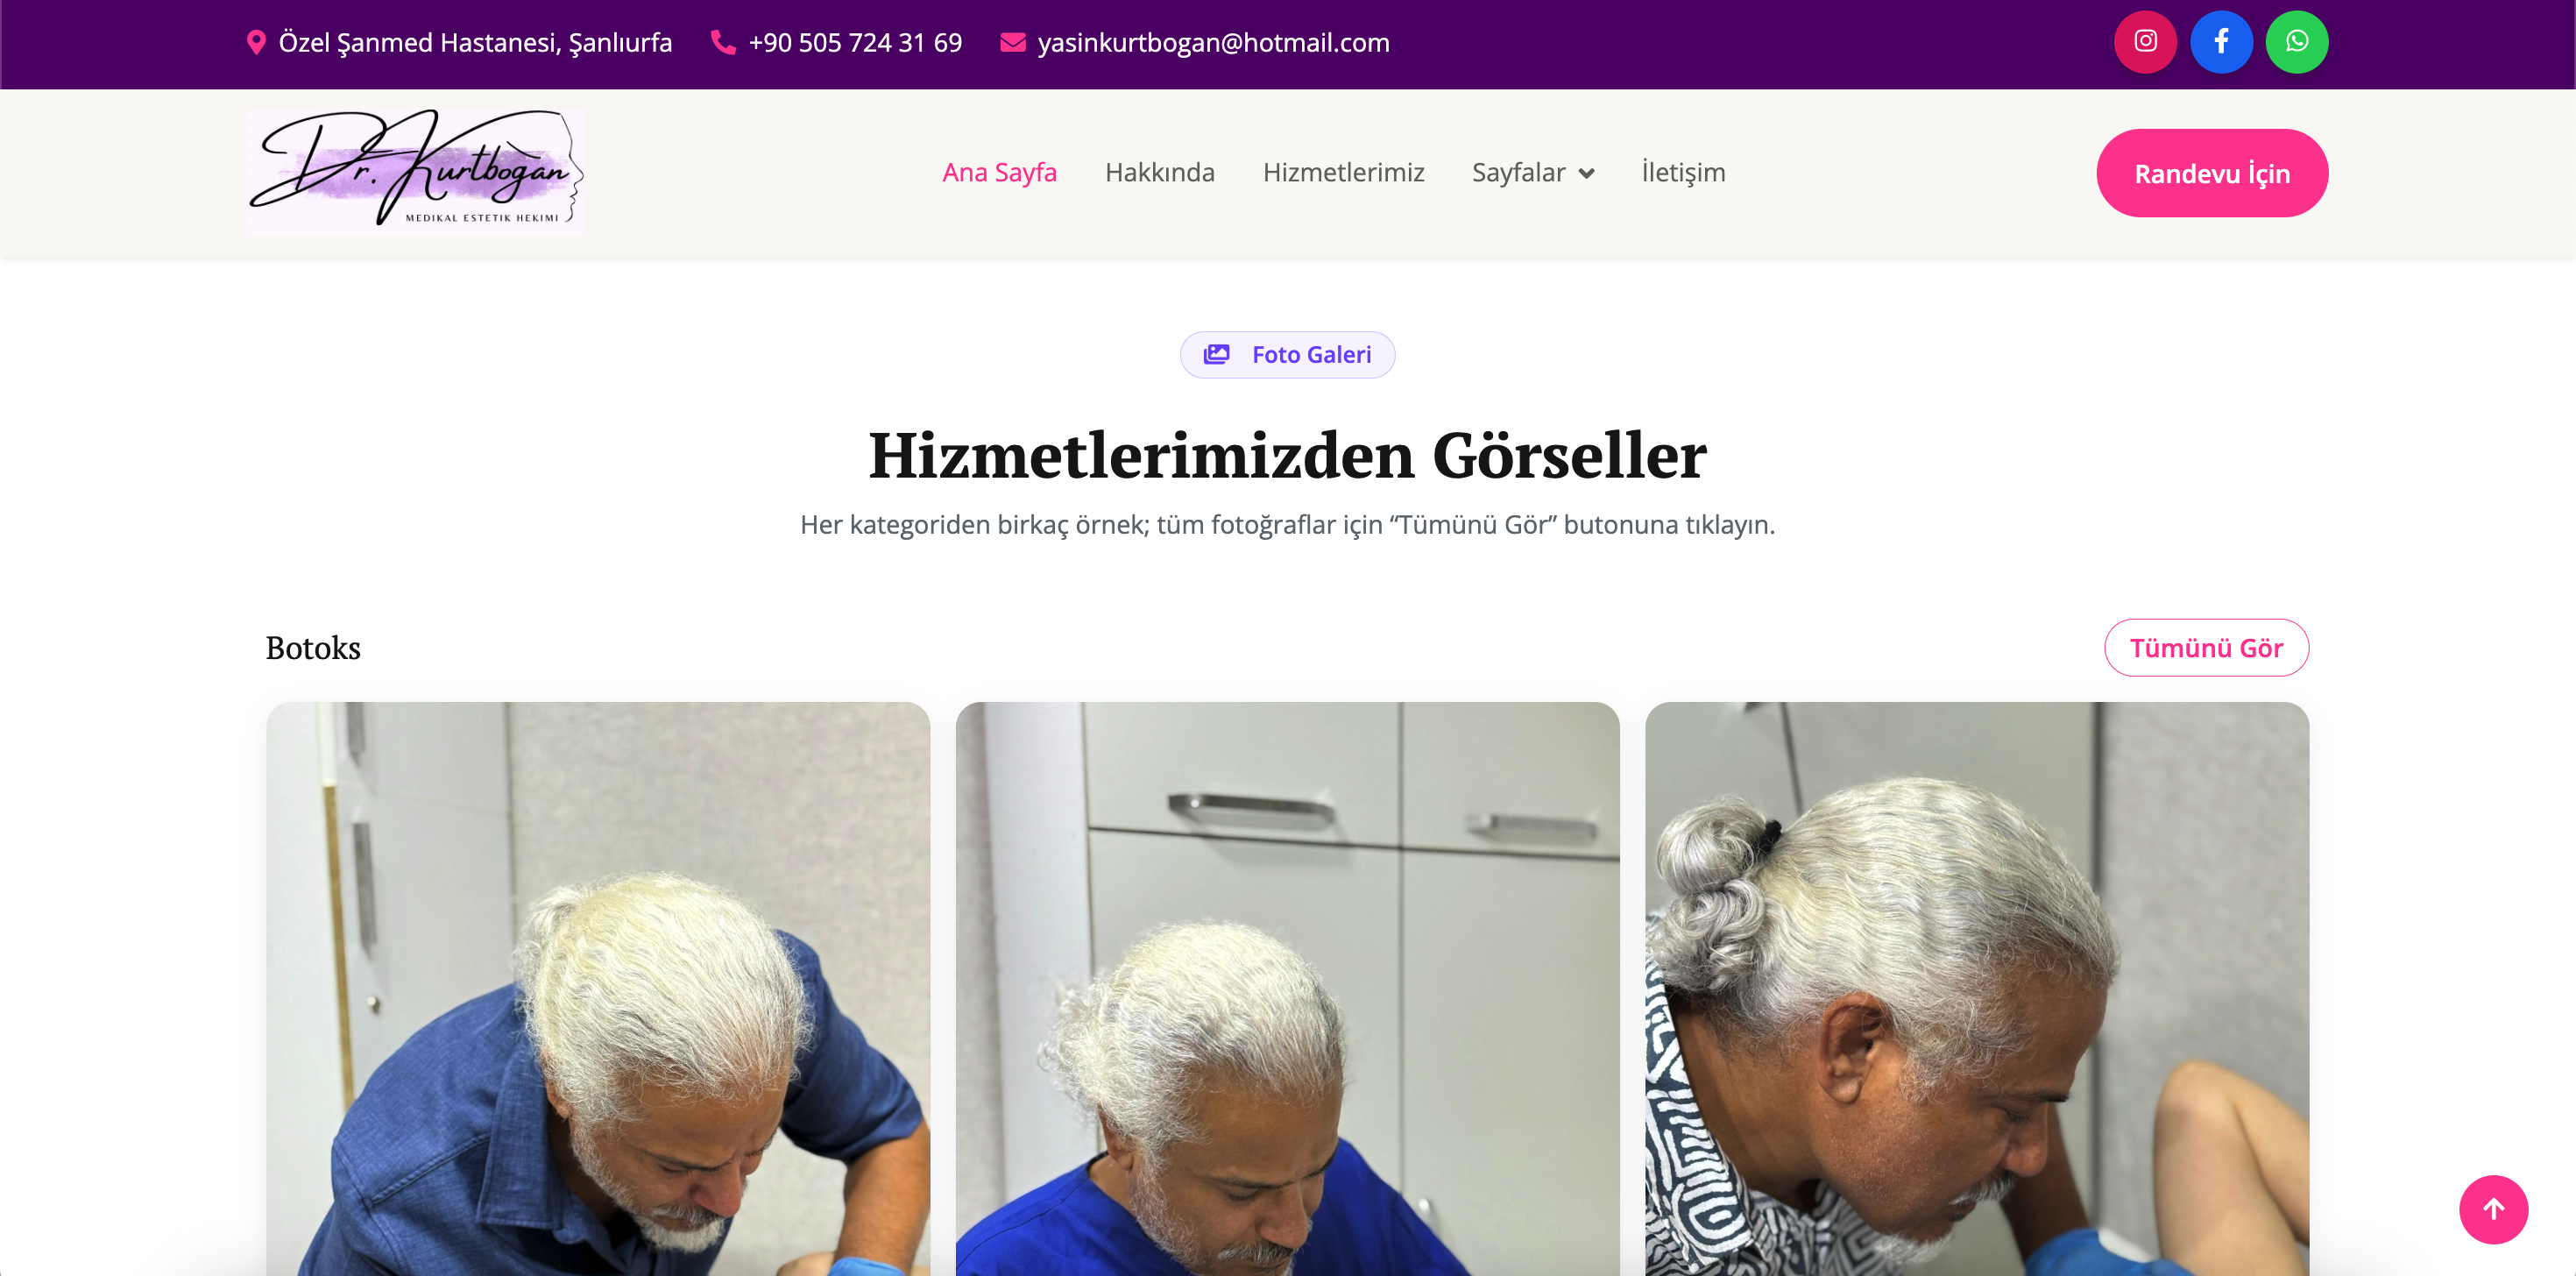 Özel Şanmed Hastanesi, Şanlıurfa
+90 505 724 31 69
yasinkurtbogan@hotmail.com
Dr. Kurtboğan
MEDIKAL ESTETIK HEKIMI
Ana Sayfa
Hakkında
Hizmetlerimiz
Sayfalar
İletişim
Randevu İçin
Foto Galeri
Hizmetlerimizden Görseller
Her kategoriden birkaç örnek; tüm fotoğraflar için “Tümünü Gör” butonuna tıklayın.
Botoks
Tümünü Gör